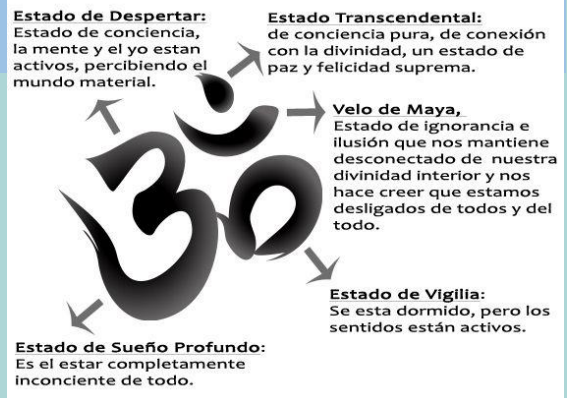 Estado de Despertar:
Estado de conciencia,
la mente y el yo estan
activos, percibiendo el
mundo material.
Estado Transcendental:
de conciencia pura, de conexión
con la divinidad, un estado de
paz y felicidad suprema.
Velo de Maya,
Estado de ignorancia e
ilusión que nos mantiene
desconectado de nuestra
divinidad interior y nos
hace creer que estamos
desligados de todos y del
todo.
Estado de Vigilia:
Se esta dormido, pero los
sentidos están activos.
Estado de Sueño Profundo:
Es el estar completamente
inconciente de todo.